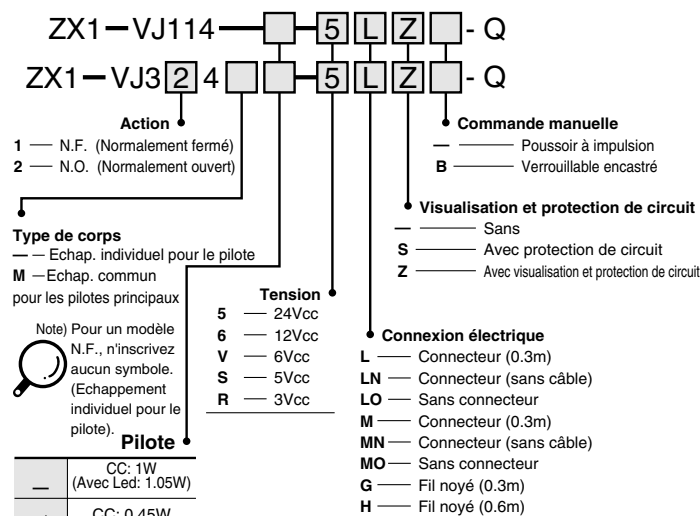 ZX1 — VJ114 — □ — 5 L Z □ - Q
ZX1 — VJ3 2 4 □ □ — 5 L Z □ - Q
Action
1 — N.F. (Normalement fermé)
2 — N.O. (Normalement ouvert)
Commande manuelle
— Poussoir à impulsion
B Verrouillable encastré
Visualisation et protection de circuit
— Sans
S Avec protection de circuit
Z Avec visualisation et protection de circuit
Type de corps
— — Echap. individuel pour le pilote
M — Echap. commun
pour les pilotes principaux
Note) Pour un modèle
N.F., n'inscrivez
aucun symbole.
(Echappement
individuel pour le
pilote).
Tension
5 — 24Vcc
6 — 12Vcc
V — 6Vcc
S — 5Vcc
R — 3Vcc
Connexion électrique
L — Connecteur (0.3m)
LN — Connecteur (sans câble)
LO — Sans connecteur
M — Connecteur (0.3m)
MN — Connecteur (sans câble)
MO — Sans connecteur
G — Fil noyé (0.3m)
H — Fil noyé (0.6m)
Pilote
— CC: 1W
(Avec Led: 1.05W)
CC: 0.45W